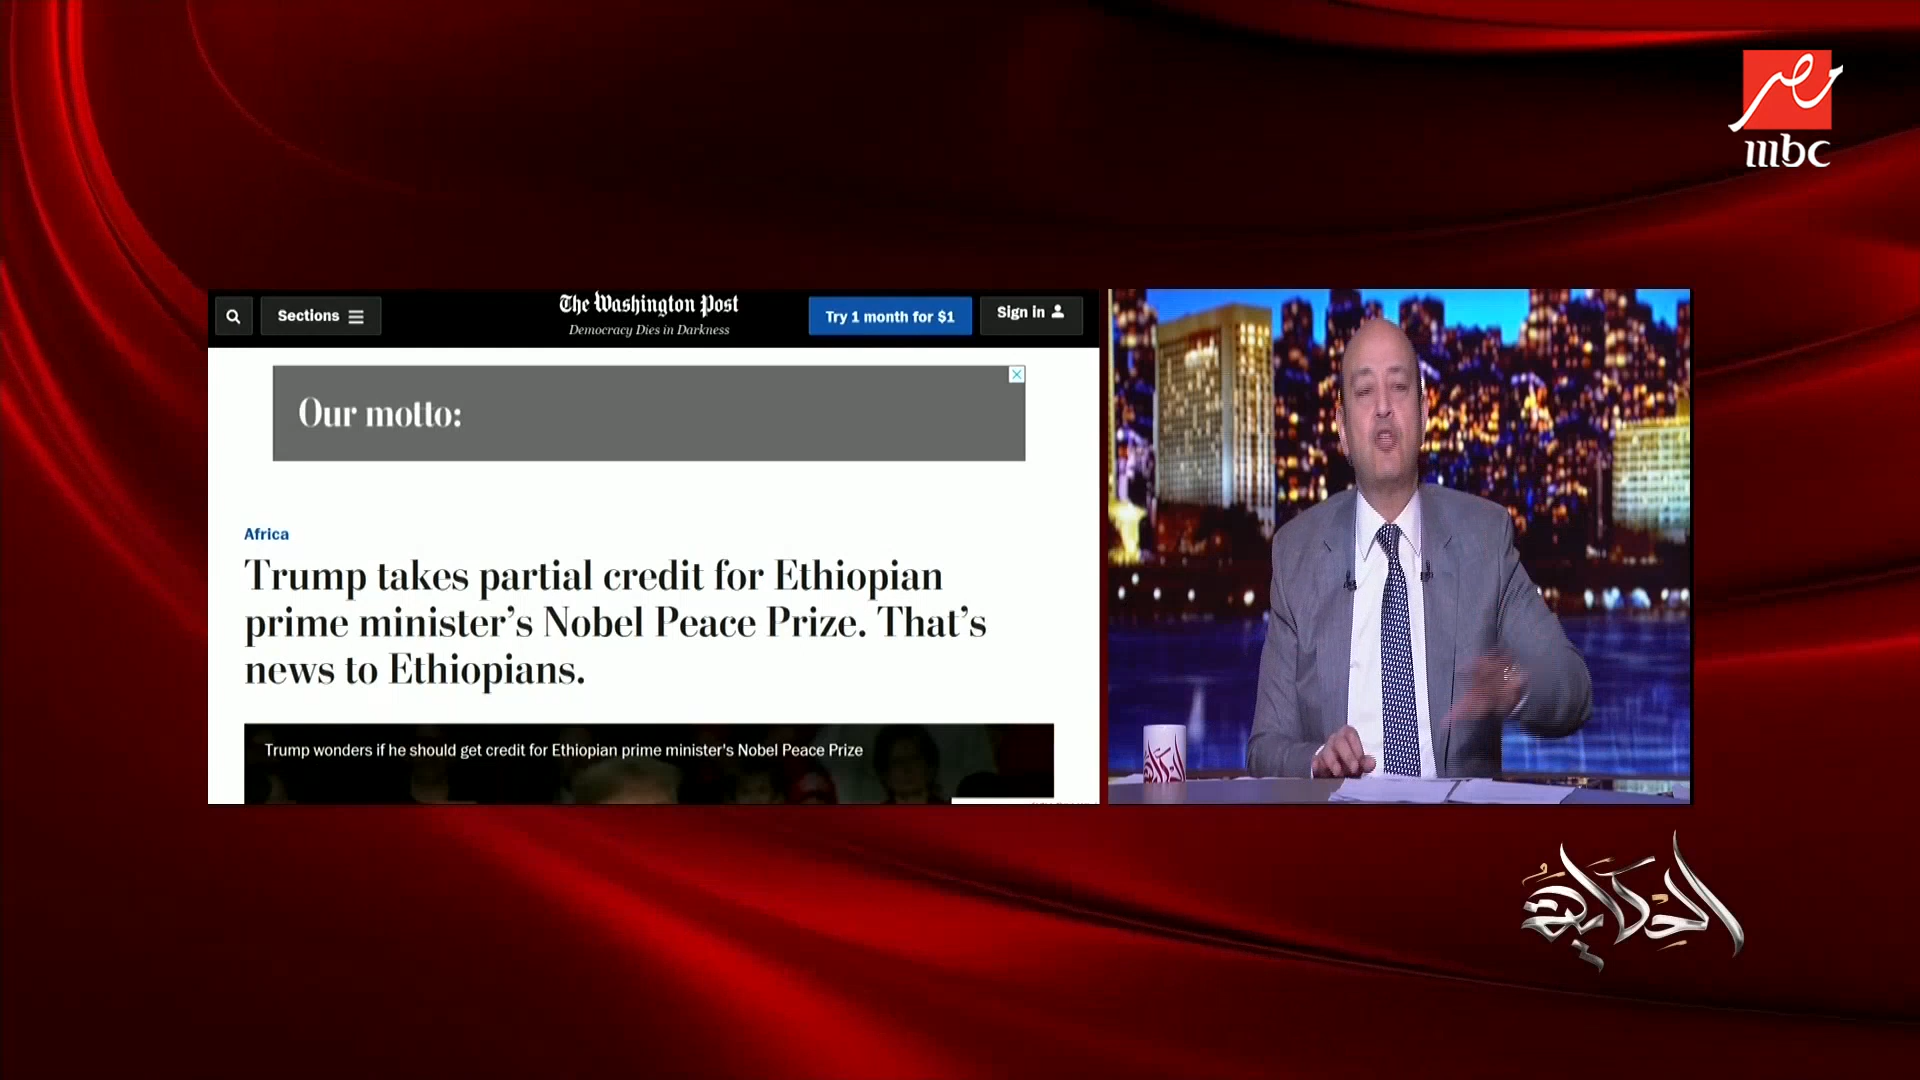 مصر
mbc
Sections
The Washington Post
Democracy Dies in Darkness
Try 1 month for $1
Sign in
Our motto:
Africa
Trump takes partial credit for Ethiopian
prime minister’s Nobel Peace Prize. That’s
news to Ethiopians.
Trump wonders if he should get credit for Ethiopian prime minister's Nobel Peace Prize
الحكاية
الحكاية